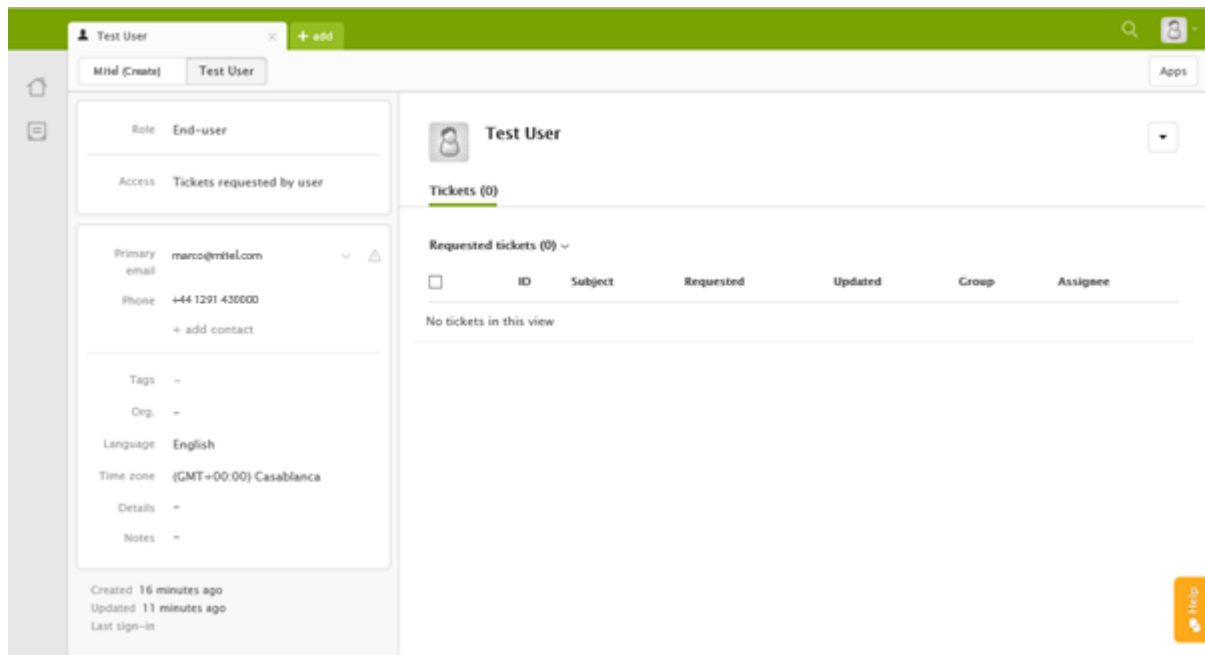 Test User × + add
Mitel (Create) Test User Apps
Role End-user
Access Tickets requested by user
Primary email marco@mitel.com
Phone +44 1291 430000
+ add contact
Tags -
Org. -
Language English
Time zone (GMT+00:00) Casablanca
Details -
Notes -
Created 16 minutes ago
Updated 11 minutes ago
Last sign-in
Test User
Tickets (0)
Requested tickets (0)
ID Subject Requested Updated Group Assignee
No tickets in this view
Help